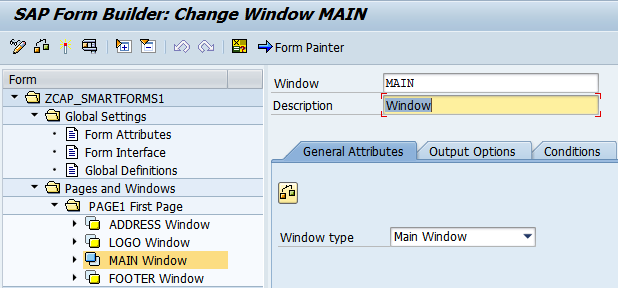 SAP Form Builder: Change Window MAIN
Form Painter
Form
ZCAP_SMARTFORMS1
Global Settings
Form Attributes
Form Interface
Global Definitions
Pages and Windows
PAGE1 First Page
ADDRESS Window
LOGO Window
MAIN Window
FOOTER Window
Window MAIN
Description Window
General Attributes Output Options Conditions
Window type Main Window